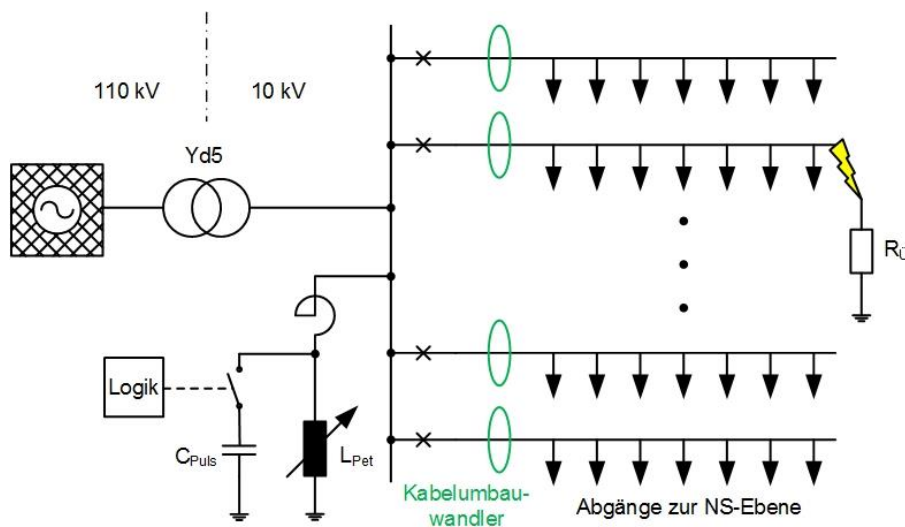 110 kV
10 kV
Yd5
R_Ü
Logik
C_Puls
L_Pet
Kabelumbau-
wandler
Abgänge zur NS-Ebene